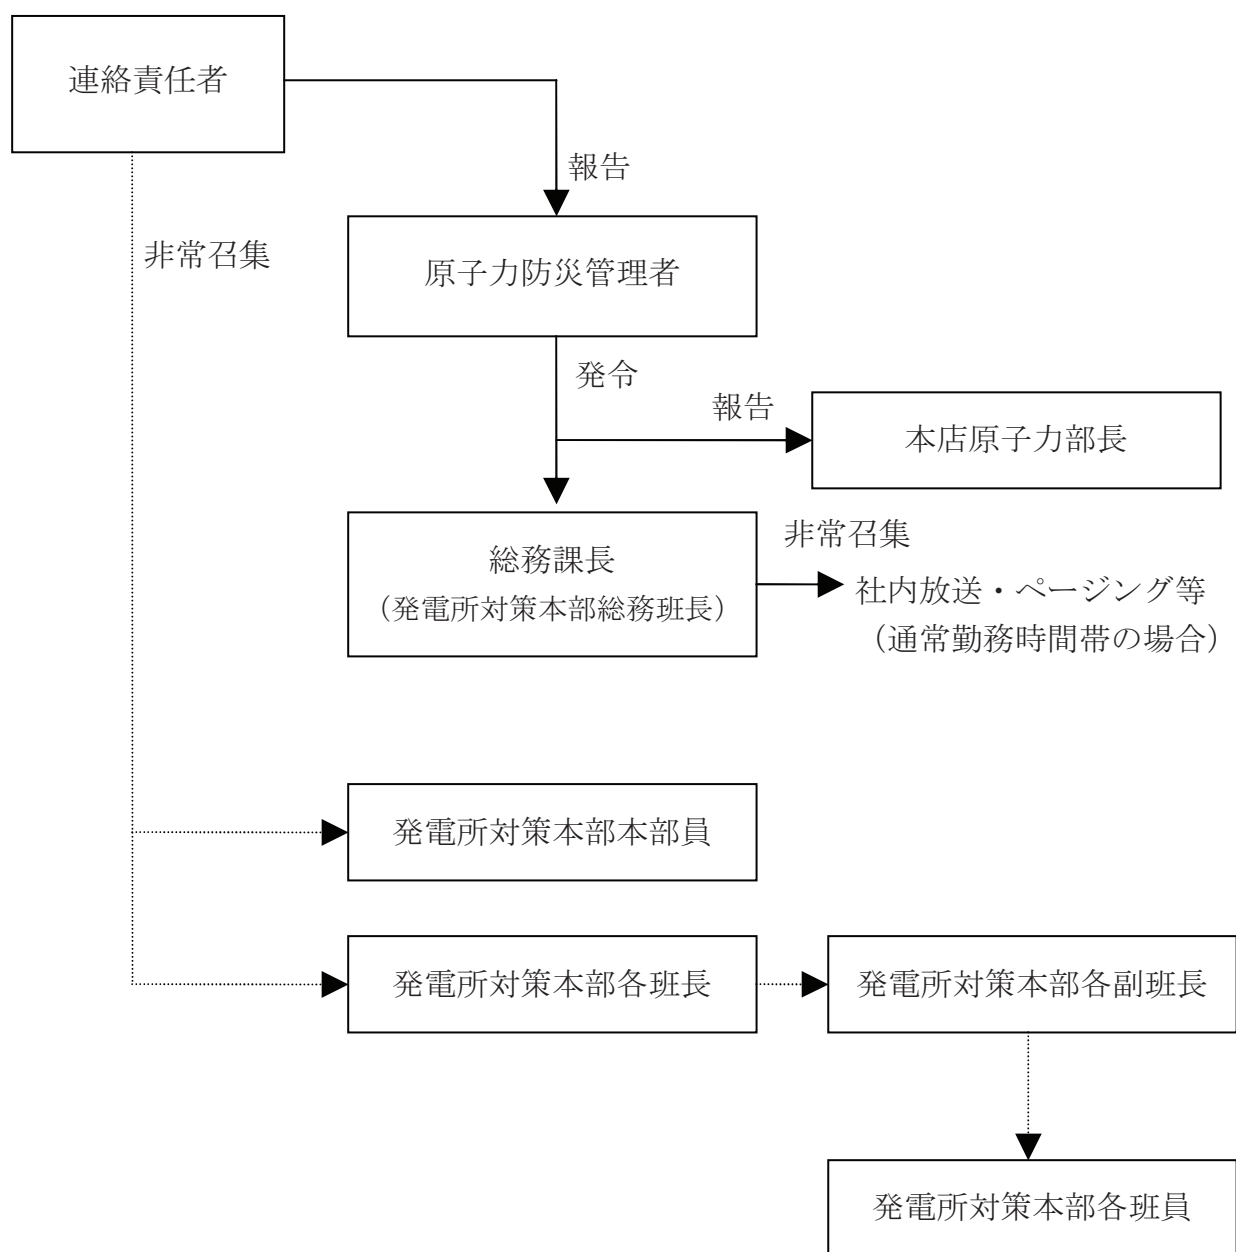 連絡責任者
報告
非常召集
原子力防災管理者
発令
報告
本店原子力部長
総務課長
（発電所対策本部総務班長）
非常召集
社内放送・ページング等
（通常勤務時間帯の場合）
発電所対策本部本部員
発電所対策本部各班長
発電所対策本部各副班長
発電所対策本部各班員